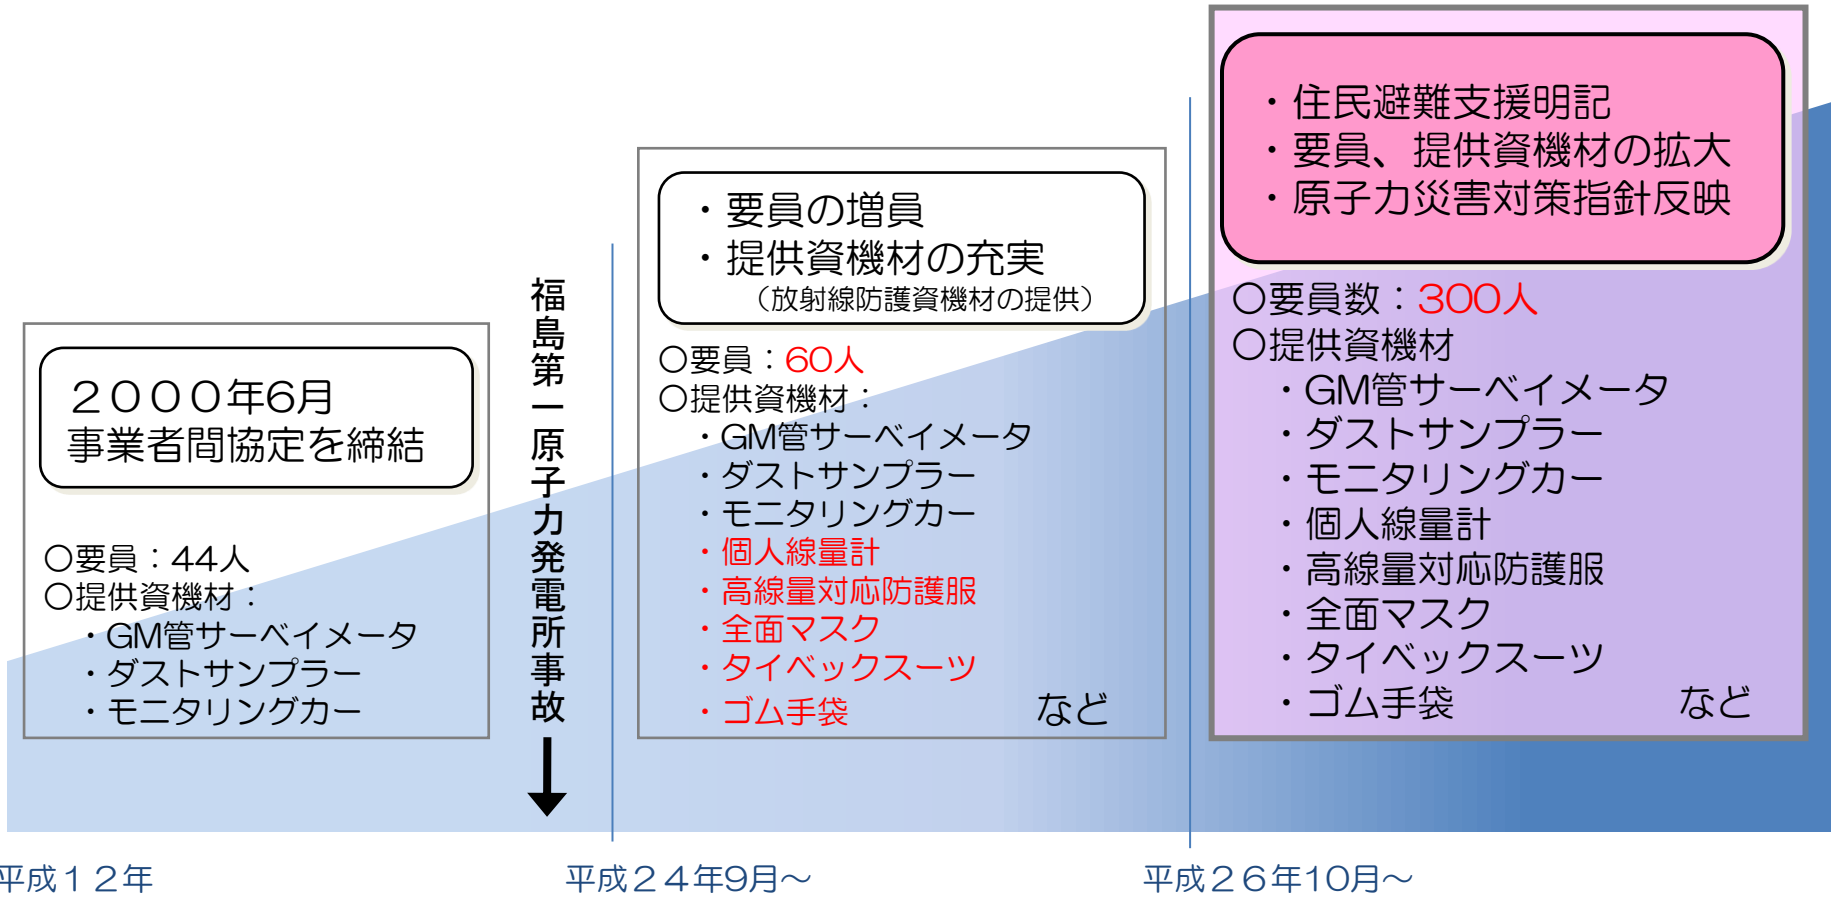 ２０００年6月
事業者間協定を締結
〇要員：44人
〇提供資機材：
・GM管サーベイメータ
・ダストサンプラー
・モニタリングカー
福島第一原子力発電所事故
・要員の増員
・提供資機材の充実
（放射線防護資機材の提供）
〇要員：60人
〇提供資機材：
・GM管サーベイメータ
・ダストサンプラー
・モニタリングカー
・個人線量計
・高線量対応防護服
・全面マスク
・タイベックスーツ
・ゴム手袋 など
・住民避難支援明記
・要員、提供資機材の拡大
・原子力災害対策指針反映
〇要員数：300人
〇提供資機材
・GM管サーベイメータ
・ダストサンプラー
・モニタリングカー
・個人線量計
・高線量対応防護服
・全面マスク
・タイベックスーツ
・ゴム手袋 など
平成１２年
平成２４年9月～
平成２６年10月～